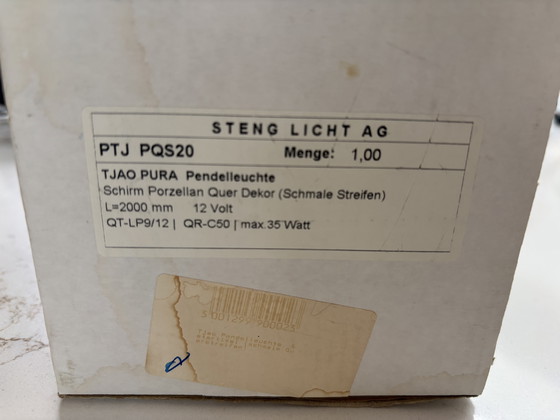 STENG LICHT AG
PTJ PQS20 Menge: 1,00
TJAO PURA Pendelleuchte
Schirm Porzellan Quer Dekor (Schmale Streifen)
L=2000 mm 12 Volt
QT-LP9/12 | QR-C50 | max.35 Watt